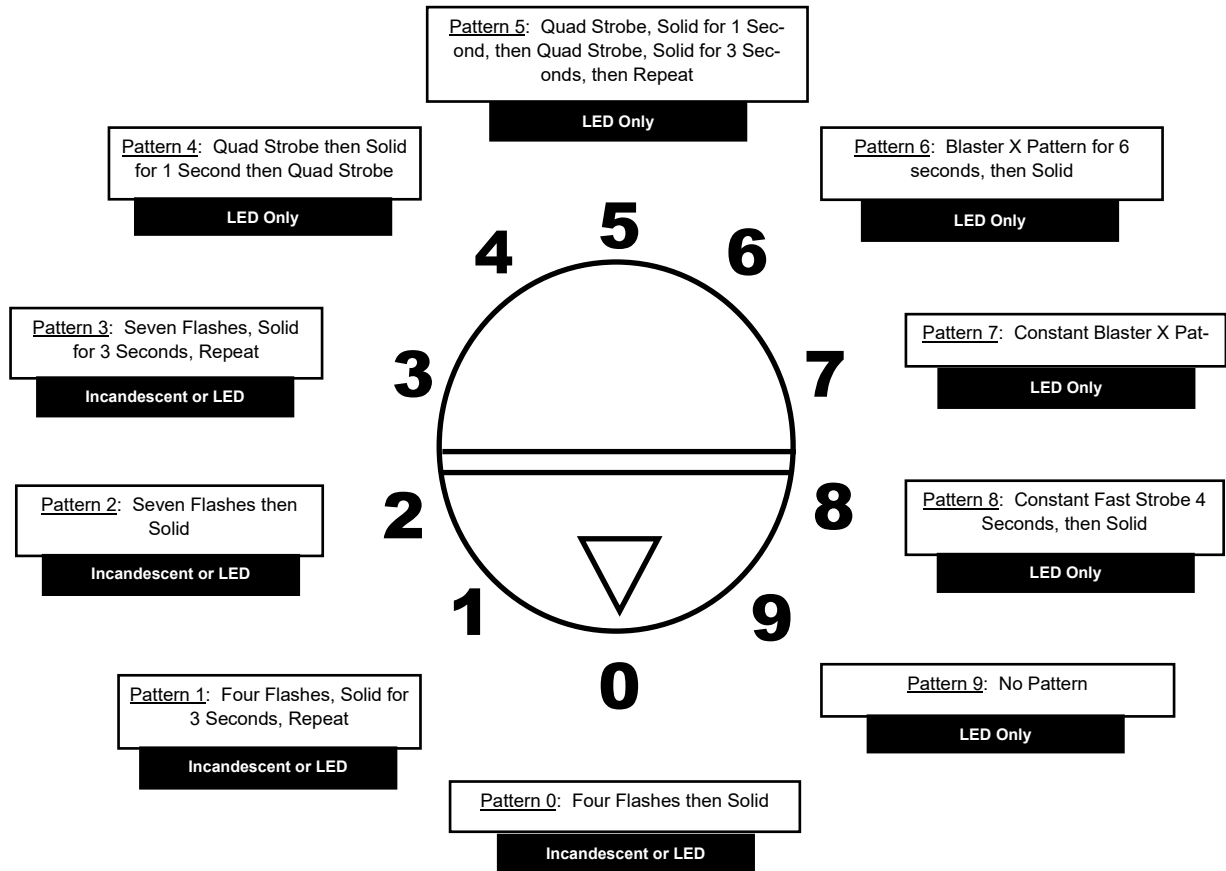 Pattern 5: Quad Strobe, Solid for 1 Sec-
ond, then Quad Strobe, Solid for 3 Sec-
onds, then Repeat
LED Only
Pattern 4: Quad Strobe then Solid
for 1 Second then Quad Strobe
LED Only
Pattern 6: Blaster X Pattern for 6
seconds, then Solid
LED Only
5
4
6
Pattern 3: Seven Flashes, Solid
for 3 Seconds, Repeat
Incandescent or LED
3
7
Pattern 7: Constant Blaster X Pat-
LED Only
Pattern 2: Seven Flashes then
Solid
Incandescent or LED
2
8
Pattern 8: Constant Fast Strobe 4
Seconds, then Solid
LED Only
1
9
0
Pattern 1: Four Flashes, Solid for
3 Seconds, Repeat
Incandescent or LED
Pattern 9: No Pattern
LED Only
Pattern 0: Four Flashes then Solid
Incandescent or LED